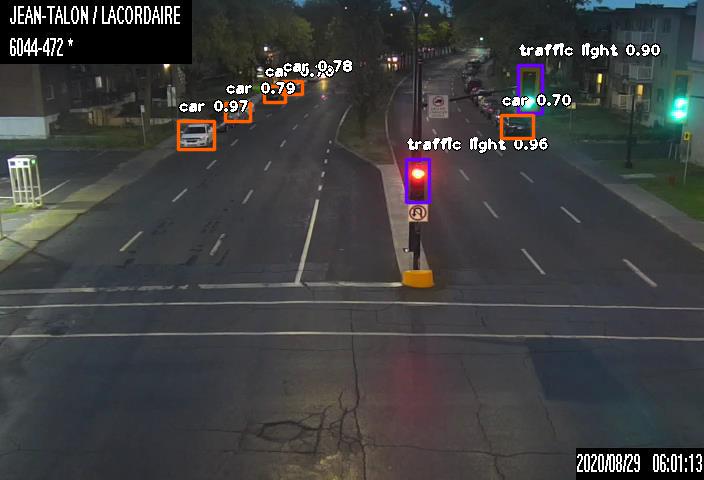 JEAN-TALON / LACORDAIRE
6044-472 *
car 0.78
traffic light 0.90
car 0.79
car 0.97
car 0.70
traffic light 0.96
2020/08/29 06:01:13